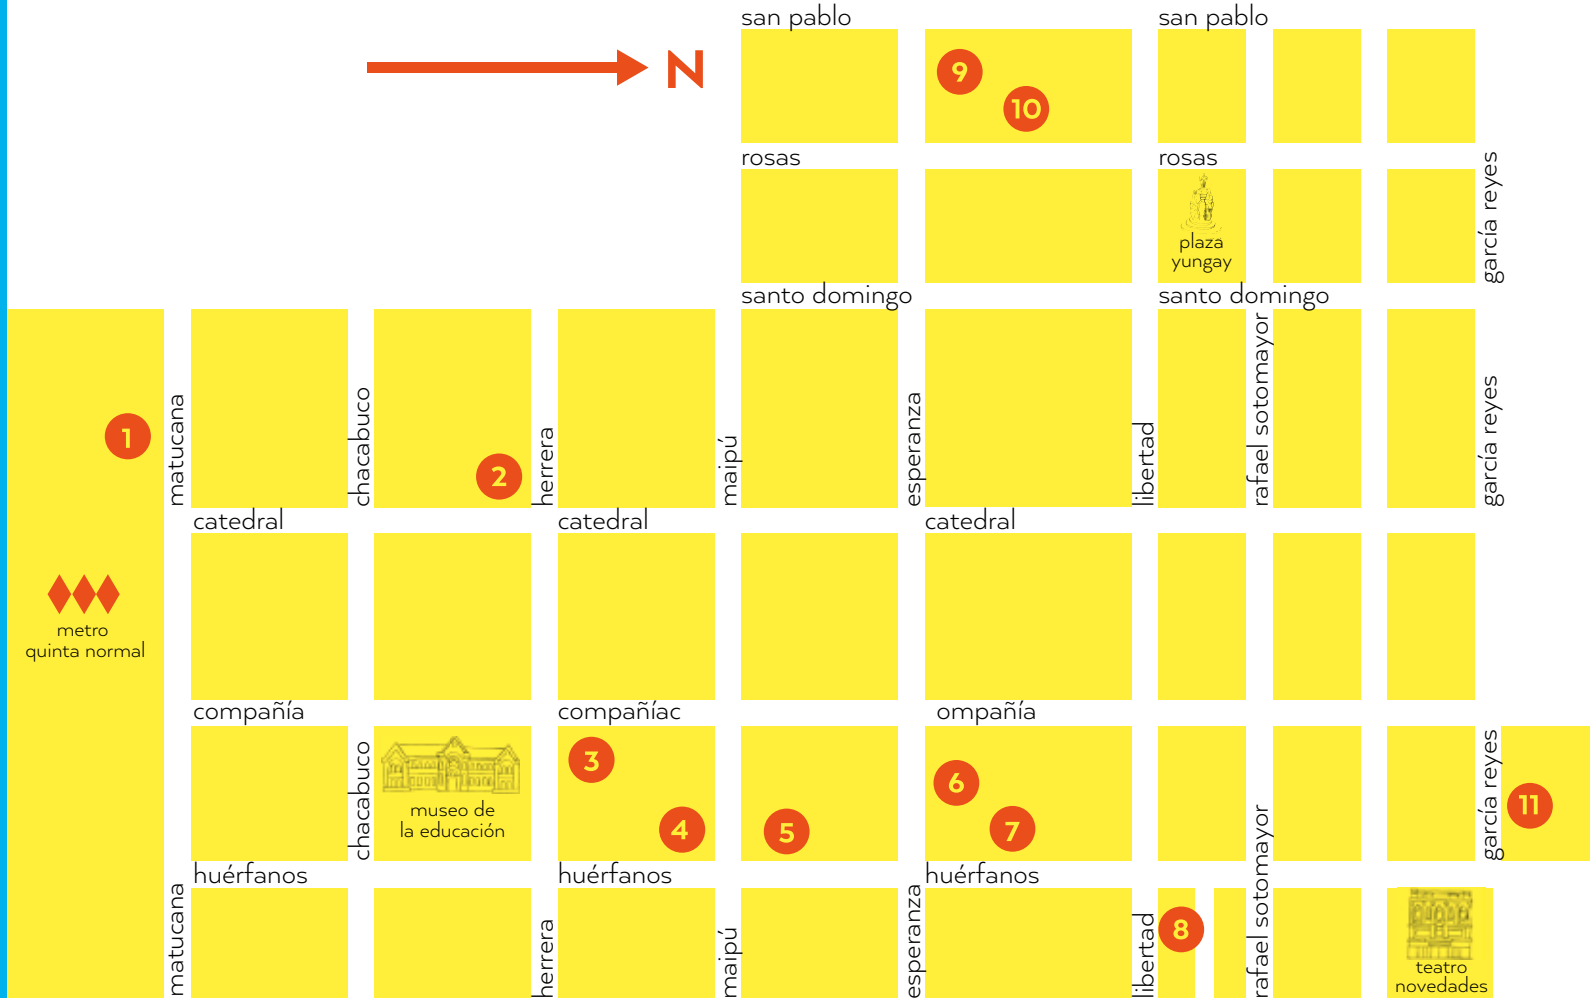 san pablo
san pablo
N
9
10
rosas
rosas
garcía reyes
plaza
yungay
santo domingo
santo domingo
matucana
chacabuco
herrera
maipú
esperanza
libertad
rafael sotomayor
garcía reyes
1
2
catedral
catedral
catedral
metro
quinta normal
compañía
compañíac
ompañía
chacabuco
garcía reyes
3
6
museo de
la educación
4
5
7
11
huérfanos
huérfanos
huérfanos
matucana
herrera
maipú
esperanza
libertad
rafael sotomayor
8
teatro
novedades